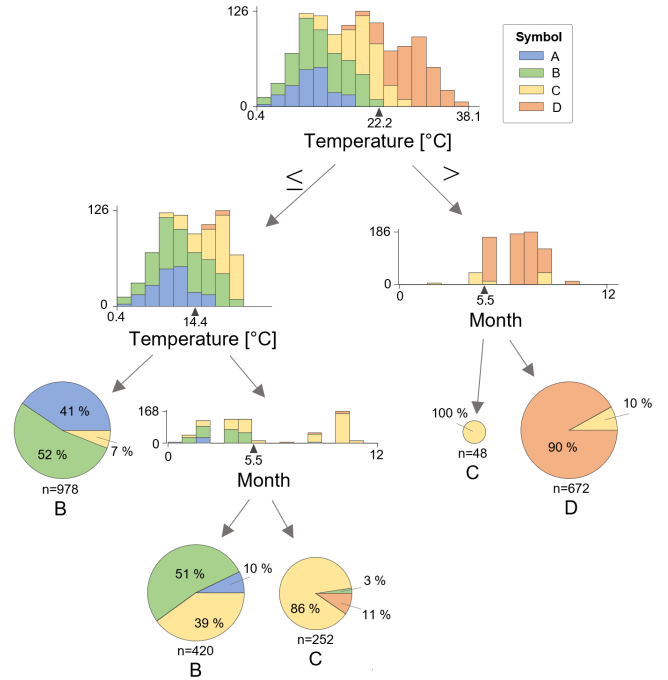 126
0
0.4
22.2
38.1
Temperature [°C]
Symbol
A
B
C
D
≤
>
126
0
0.4
14.4
Temperature [°C]
186
0
0
5.5
12
Month
41 %
52 %
7 %
n=978
B
168
0
0
5.5
12
Month
100 %
n=48
C
10 %
90 %
n=672
D
51 %
10 %
39 %
n=420
B
3 %
86 %
11 %
n=252
C